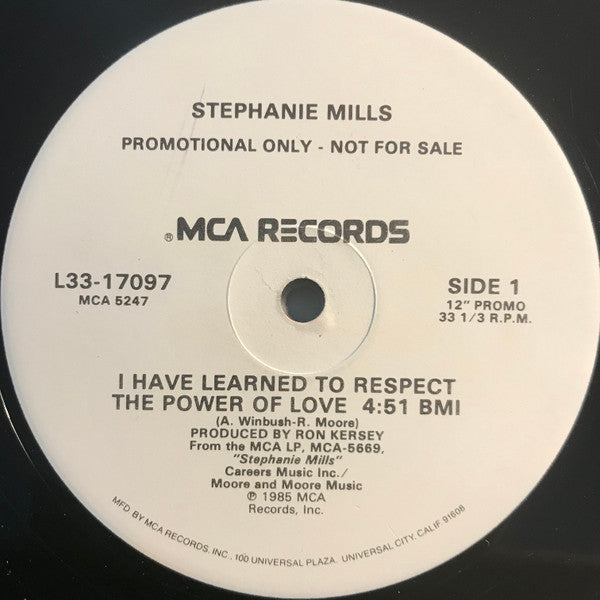 STEPHANIE MILLS
PROMOTIONAL ONLY - NOT FOR SALE
® MCA RECORDS
L33-17097
MCA 5247
SIDE 1
12" PROMO
33 1/3 R.P.M.
I HAVE LEARNED TO RESPECT
THE POWER OF LOVE 4:51 BMI
(A. Winbush-R. Moore)
PRODUCED BY RON KERSEY
From the MCA LP, MCA-5669,
"Stephanie Mills"
Careers Music Inc./
Moore and Moore Music
℗ 1985 MCA
Records, Inc.
MFD. BY MCA RECORDS, INC., 100 UNIVERSAL PLAZA, UNIVERSAL CITY, CALIF. 91608